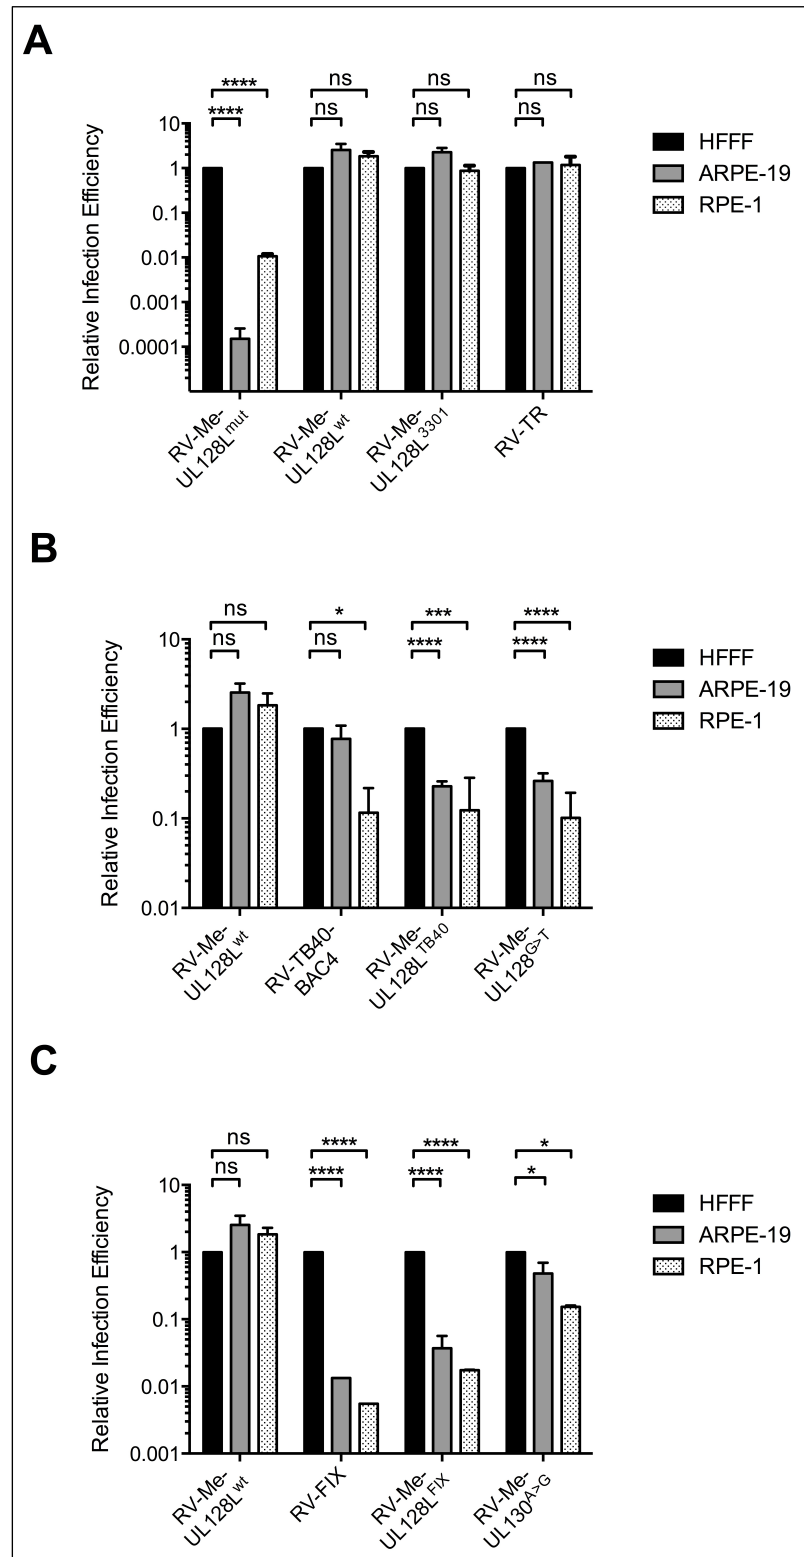 A
**** ns ns ns
**** ns ns ns
Relative Infection Efficiency
10
1
0.1
0.01
0.001
0.0001
HFFF
ARPE-19
RPE-1
RV-Me-
UL128Lmut
RV-Me-
UL128Lwt
RV-Me-
UL128L3301
RV-TR
B
ns * *** ****
ns ns **** ****
Relative Infection Efficiency
10
1
0.1
0.01
HFFF
ARPE-19
RPE-1
RV-Me-
UL128Lwt
RV-TB40-
BAC4
RV-Me-
UL128LTB40
RV-Me-
UL128G>T
C
ns **** **** *
ns **** **** *
Relative Infection Efficiency
10
1
0.1
0.01
0.001
HFFF
ARPE-19
RPE-1
RV-Me-
UL128Lwt
RV-FIX
RV-Me-
UL128LFIX
RV-Me-
UL130A>G